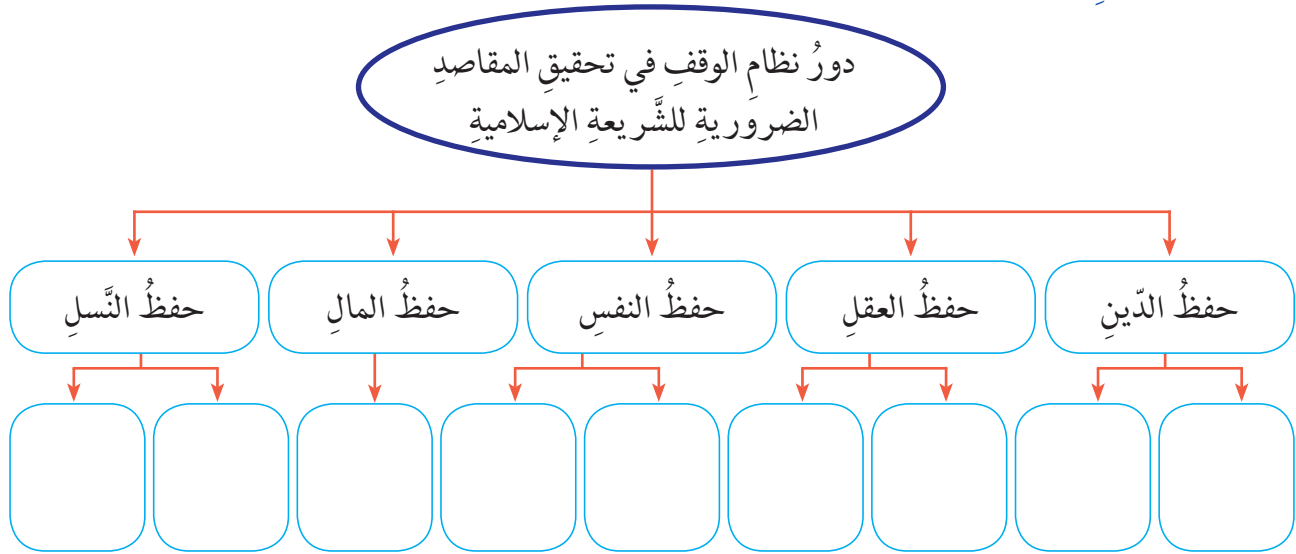 دورُ نظامِ الوقفِ في تحقيقِ المقاصدِ
الضروريةِ للشَّريعةِ الإسلاميةِ
حفظُ الدّينِ
حفظُ العقلِ
حفظُ النفسِ
حفظُ المالِ
حفظُ النَّسلِ